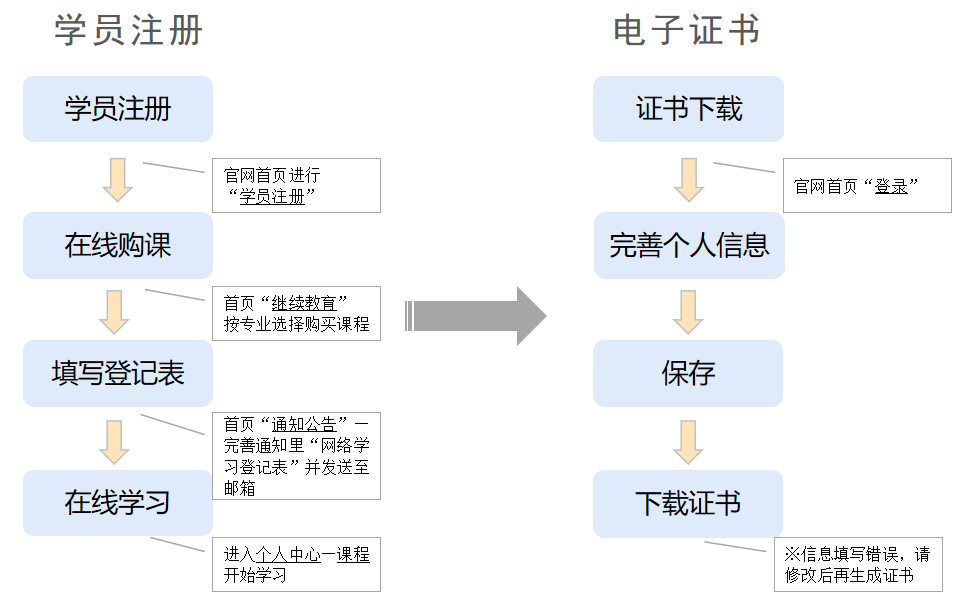 学员注册
学员注册
官网首页进行
“学员注册”
在线购课
首页“继续教育”
按专业选择购买课程
填写登记表
首页“通知公告”—
完善通知里“网络学
习登记表”并发送至
邮箱
在线学习
进入个人中心—课程
开始学习
电子证书
证书下载
官网首页“登录”
完善个人信息
保存
下载证书
※信息填写错误，请
修改后再生成证书